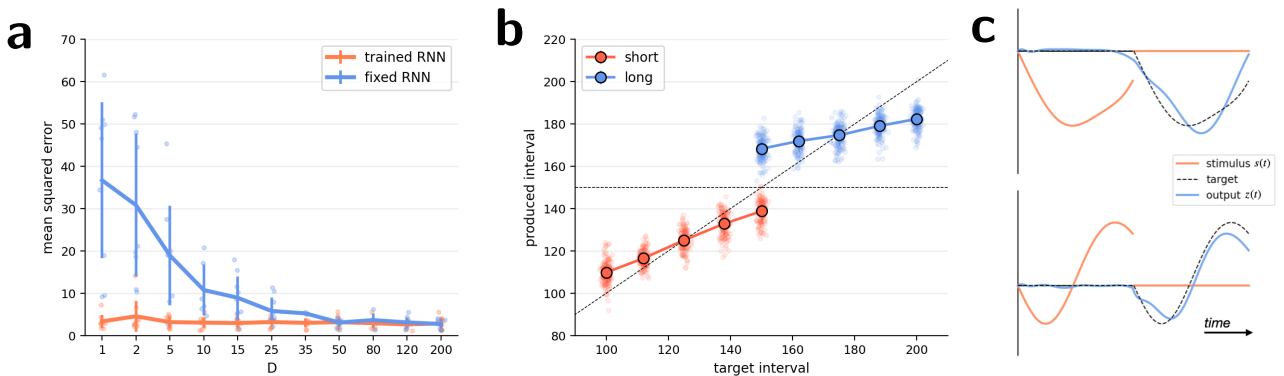 a
70
60
50
40
30
20
10
0
mean squared error
trained RNN
fixed RNN
1 2 5 10 15 25 35 50 80 120 200
D
b
220
200
180
160
140
120
100
80
produced interval
short
long
100 120 140 160 180 200
target interval
c
stimulus s(t)
target
output z(t)
time